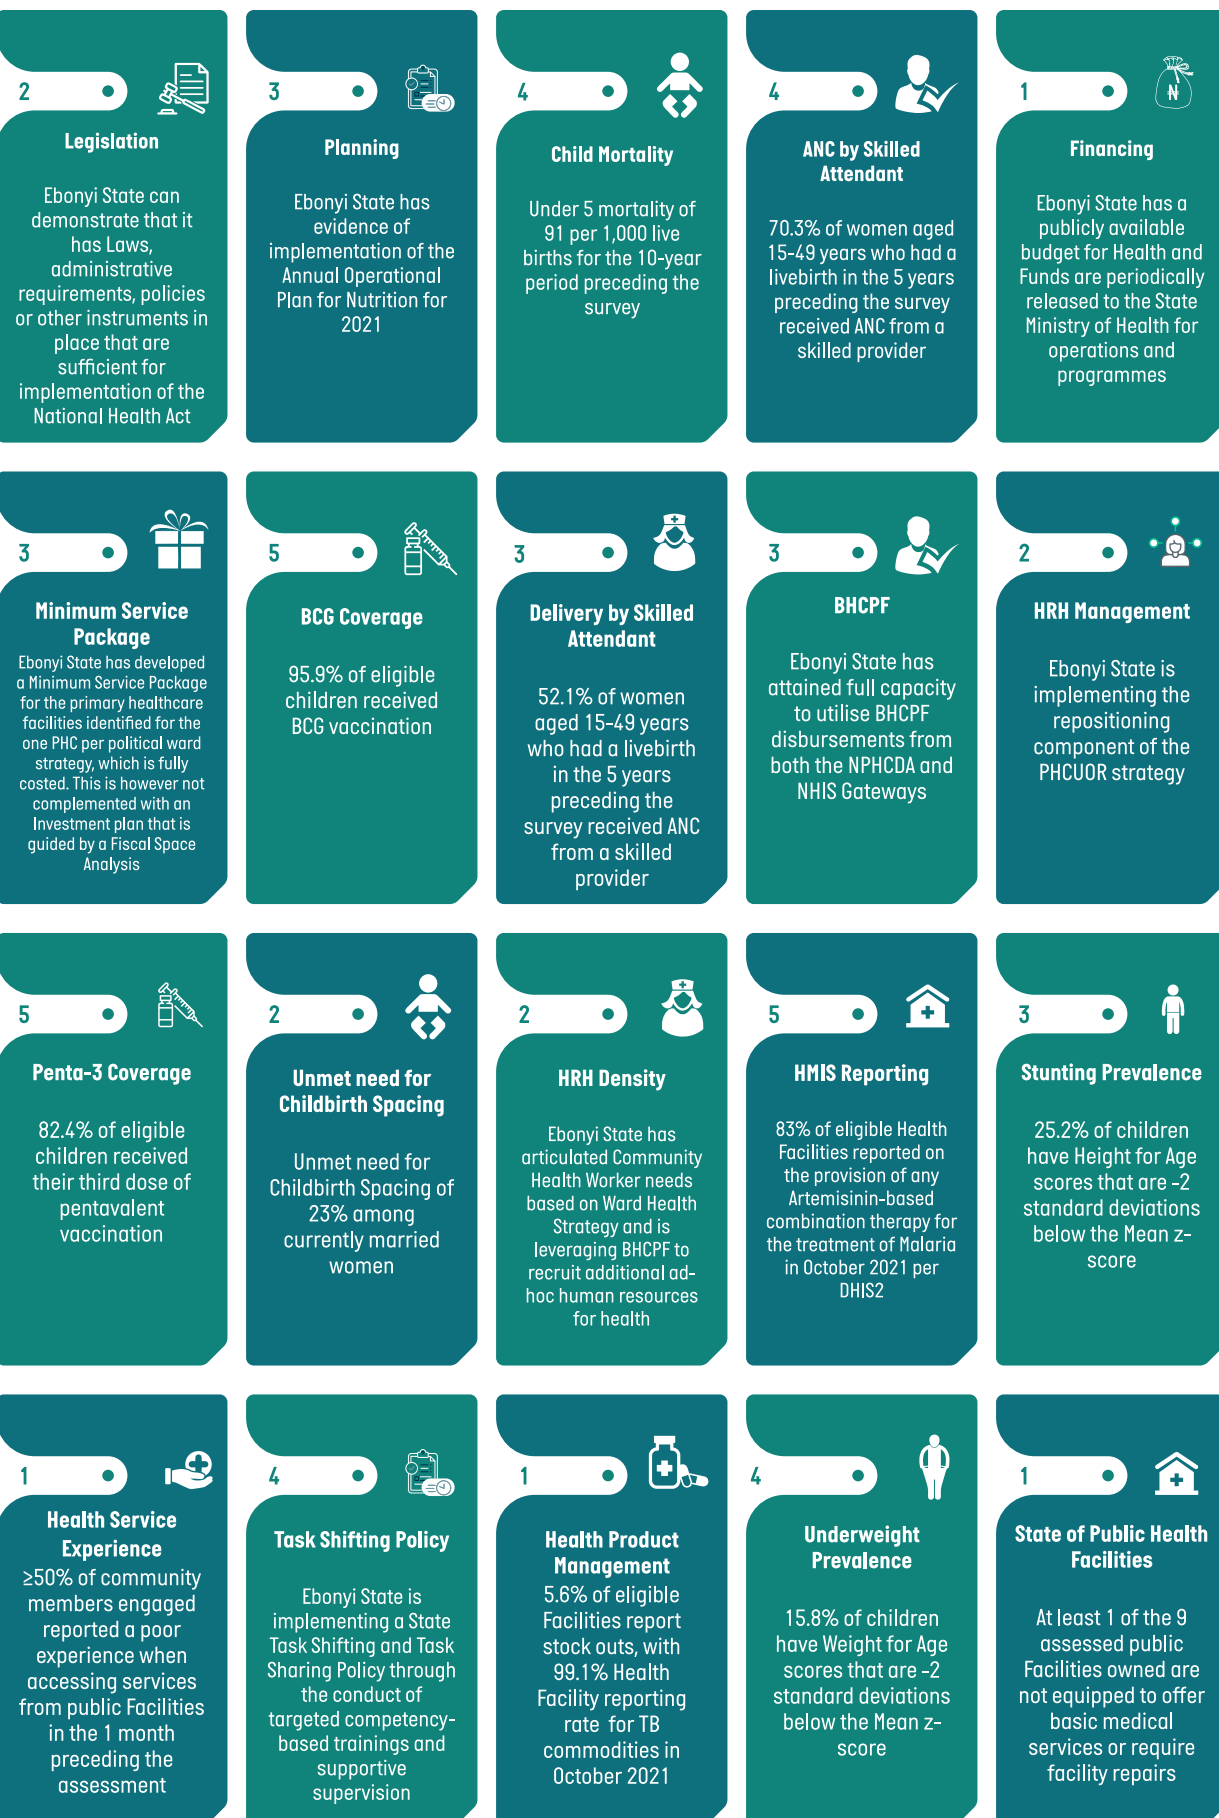 2
Legislation
Ebonyi State can
demonstrate that it
has Laws,
administrative
requirements, policies
or other instruments in
place that are
sufficient for
implementation of the
National Health Act
3
Planning
Ebonyi State has
evidence of
implementation of the
Annual Operational
Plan for Nutrition for
2021
4
Child Mortality
Under 5 mortality of
91 per 1,000 live
births for the 10-year
period preceding the
survey
4
ANC by Skilled
Attendant
70.3% of women aged
15-49 years who had a
livebirth in the 5 years
preceding the survey
received ANC from a
skilled provider
1
₦
Financing
Ebonyi State has a
publicly available
budget for Health and
Funds are periodically
released to the State
Ministry of Health for
operations and
programmes
3
Minimum Service
Package
Ebonyi State has developed
a Minimum Service Package
for the primary healthcare
facilities identified for the
one PHC per political ward
strategy, which is fully
costed. This is however not
complemented with an
Investment plan that is
guided by a Fiscal Space
Analysis
5
BCG Coverage
95.9% of eligible
children received
BCG vaccination
3
Delivery by Skilled
Attendant
52.1% of women
aged 15-49 years
who had a livebirth
in the 5 years
preceding the
survey received ANC
from a skilled
provider
3
BHCPF
Ebonyi State has
attained full capacity
to utilise BHCPF
disbursements from
both the NPHCDA and
NHIS Gateways
2
HRH Management
Ebonyi State is
implementing the
repositioning
component of the
PHCUOR strategy
5
Penta-3 Coverage
82.4% of eligible
children received
their third dose of
pentavalent
vaccination
2
Unmet need for
Childbirth Spacing
Unmet need for
Childbirth Spacing of
23% among
currently married
women
2
HRH Density
Ebonyi State has
articulated Community
Health Worker needs
based on Ward Health
Strategy and is
leveraging BHCPF to
recruit additional ad-
hoc human resources
for health
5
HMIS Reporting
83% of eligible Health
Facilities reported on
the provision of any
Artemisinin-based
combination therapy for
the treatment of Malaria
in October 2021 per
DHIS2
3
Stunting Prevalence
25.2% of children
have Height for Age
scores that are -2
standard deviations
below the Mean z-
score
1
Health Service
Experience
≥50% of community
members engaged
reported a poor
experience when
accessing services
from public Facilities
in the 1 month
preceding the
assessment
4
Task Shifting Policy
Ebonyi State is
implementing a State
Task Shifting and Task
Sharing Policy through
the conduct of
targeted competency-
based trainings and
supportive
supervision
1
Health Product
Management
5.6% of eligible
Facilities report
stock outs, with
99.1% Health
Facility reporting
rate for TB
commodities in
October 2021
4
Underweight
Prevalence
15.8% of children
have Weight for Age
scores that are -2
standard deviations
below the Mean z-
score
1
State of Public Health
Facilities
At least 1 of the 9
assessed public
Facilities owned are
not equipped to offer
basic medical
services or require
facility repairs